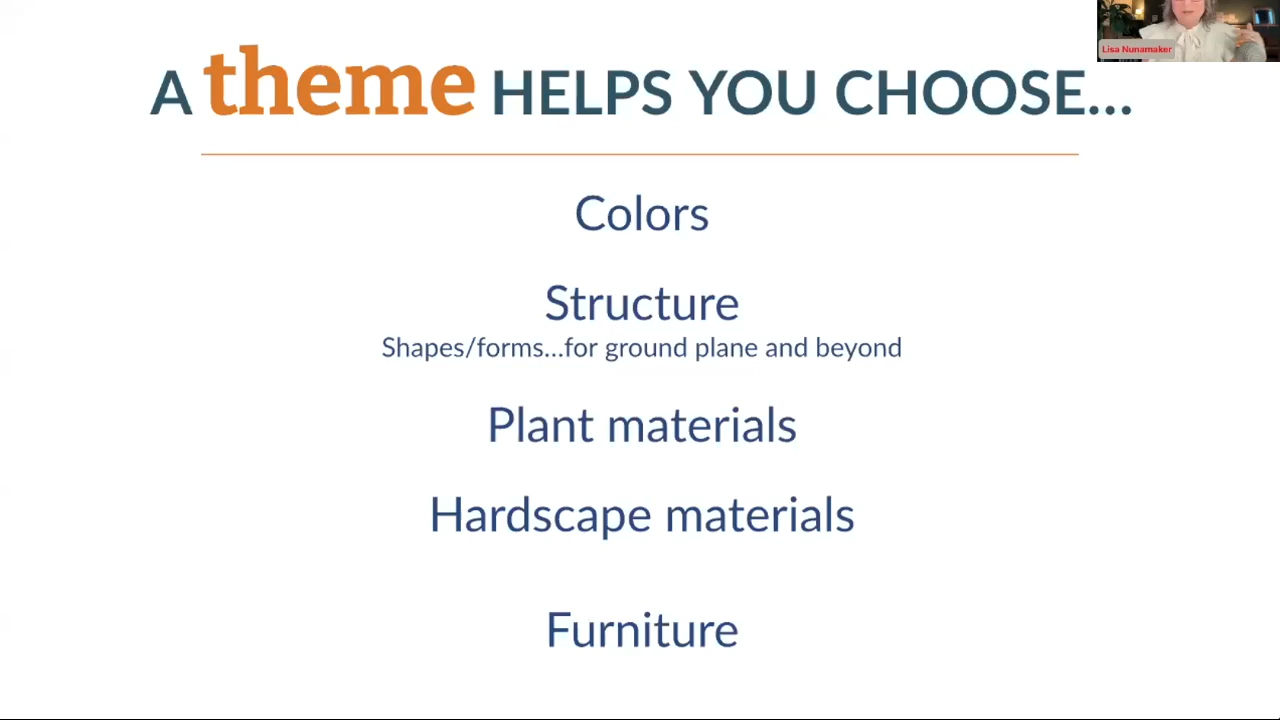 Lisa Nunamaker
A theme HELPS YOU CHOOSE...
Colors
Structure
Shapes/forms...for ground plane and beyond
Plant materials
Hardscape materials
Furniture